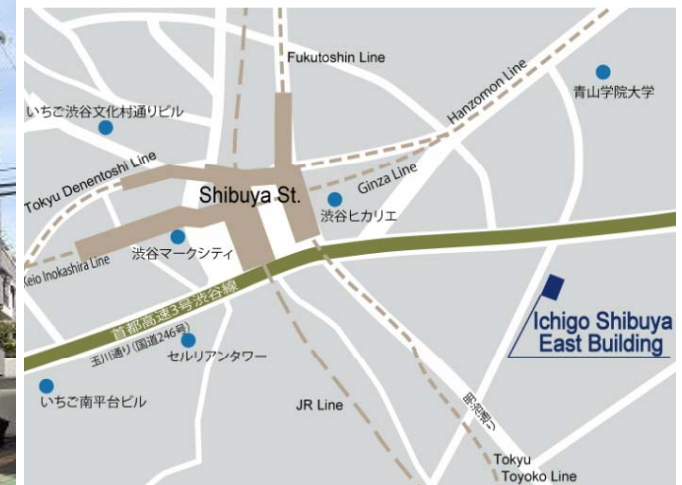 Fukutoshin Line
Hanzomon Line
青山学院大学
いちご渋谷文化村通りビル
Tokyu Denentoshi Line
Shibuya St.
Ginza Line
渋谷ヒカリエ
渋谷マークシティ
Keio Inokashira Line
首都高速3号渋谷線
玉川通り(国道246号)
セルリアンタワー
Ichigo Shibuya
East Building
いちご南平台ビル
JR Line
明治通り
Tokyu
Toyoko Line